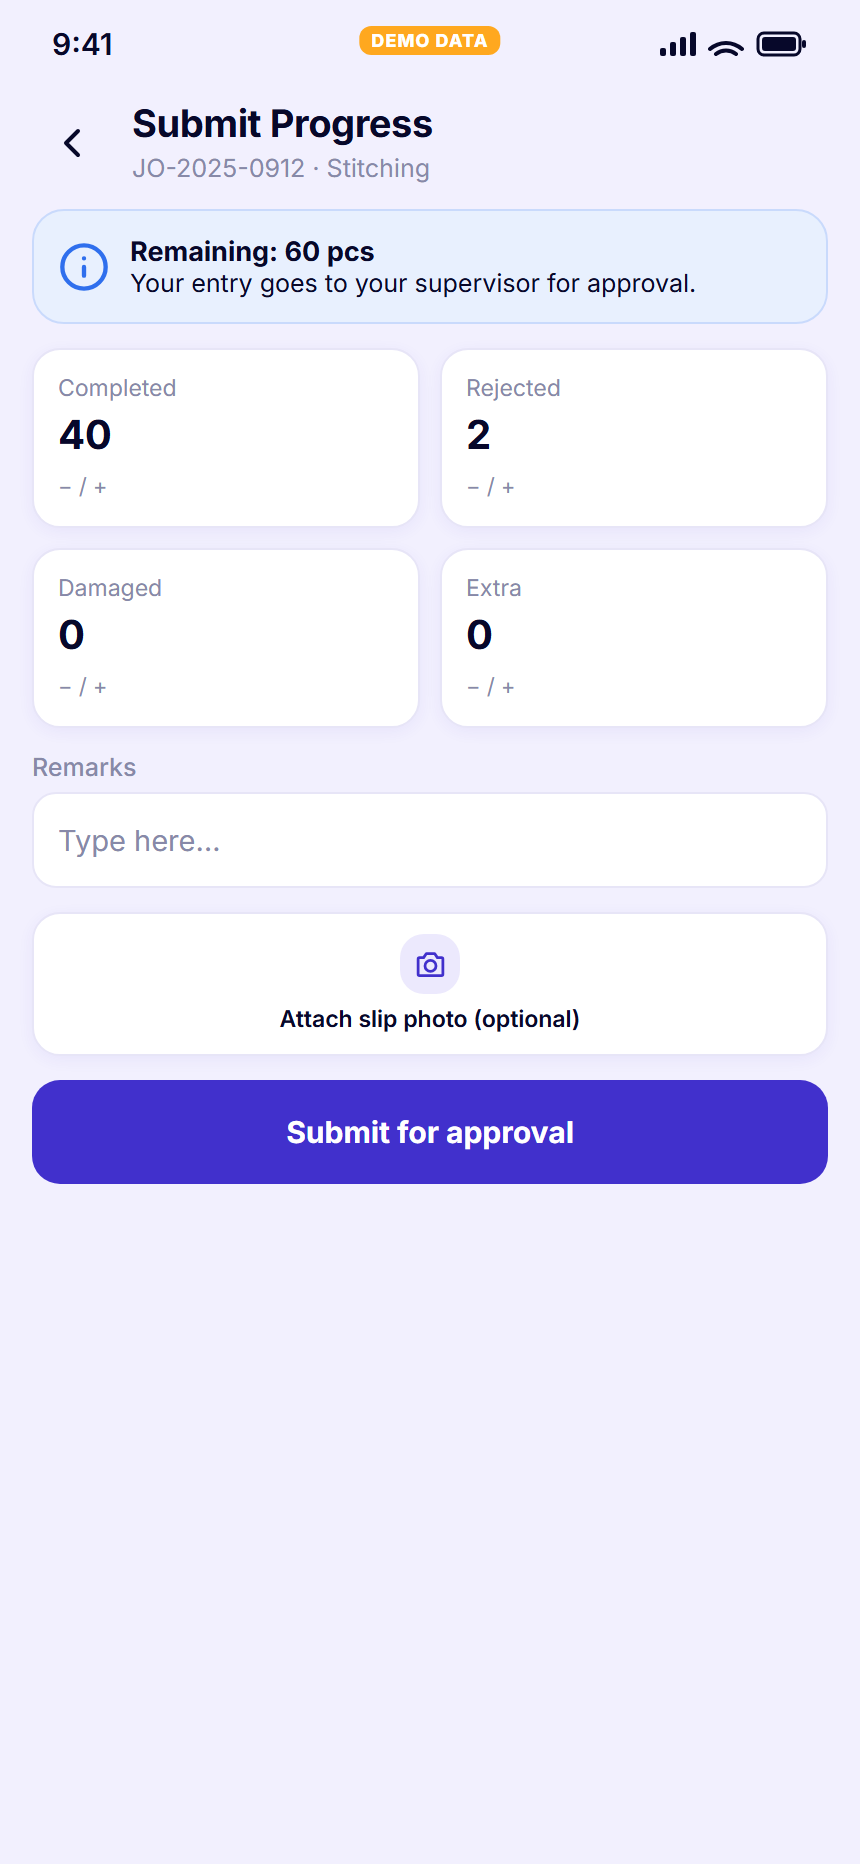 9:41
DEMO DATA
Submit Progress
JO-2025-0912 · Stitching
Remaining: 60 pcs
Your entry goes to your supervisor for approval.
Completed
40
− / +
Rejected
2
− / +
Damaged
0
− / +
Extra
0
− / +
Remarks
Type here...
Attach slip photo (optional)
Submit for approval